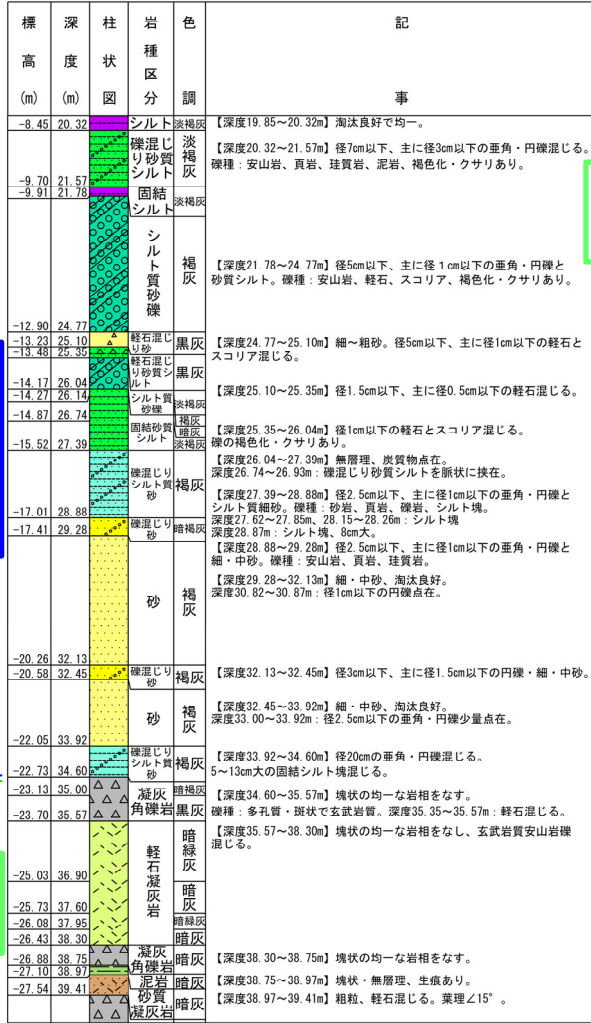 標高(m) 深度(m) 柱状図 岩種区分 色調 記事
-8.45 20.32 シルト 淡褐灰 【深度19.85~20.32m】淘汰良好で均一。
-9.70 21.57 礫混じり砂質シルト 淡褐灰 【深度20.32~21.57m】径7cm以下、主に径3cm以下の亜角・円礫混じる。
礫種：安山岩、頁岩、珪質岩、泥岩、褐色化・クサリあり。
-9.91 21.78 固結シルト 淡褐灰
-12.90 24.77 シルト質砂礫 褐灰 【深度21.78~24.77m】径5cm以下、主に径1cm以下の亜角・円礫と
砂質シルト。礫種：安山岩、軽石、スコリア、褐色化・クサリあり。
-13.23 25.10 軽石混じり砂 黒灰 【深度24.77~25.10m】細~粗砂。径5cm以下、主に径1cm以下の軽石と
スコリア混じる。
-13.48 25.35
-14.17 26.04 軽石混じり砂質シルト 黒灰
【深度25.10~25.35m】径1.5cm以下、主に径0.5cm以下の軽石混じる。
-14.27 26.14 シルト質砂礫 淡褐灰
-14.87 26.74 固結砂質シルト 褐灰 暗灰
-15.52 27.39 淡褐灰
【深度25.35~26.04m】径1cm以下の軽石とスコリア混じる。
礫の褐色化・クサリあり。
【深度26.04~27.39m】無層理、炭質物点在。
深度26.74~26.93m：礫混じり砂質シルトを脈状に挟在。
-17.01 28.88 礫混じりシルト質砂 褐灰 【深度27.39~28.88m】径2.5cm以下、主に径1cm以下の亜角・円礫と
シルト質細砂。礫種：砂岩、頁岩、礫岩、シルト塊。
深度27.62~27.85m、28.15~28.26m：シルト塊
深度28.87m：シルト塊、8cm大。
-17.41 29.28 礫混じり砂 暗褐灰 【深度28.88~29.28m】径2.5cm以下、主に径1cm以下の亜角・円礫と
細・中砂。礫種：安山岩、頁岩、珪質岩。
-20.26 32.13 砂 褐灰 【深度29.28~32.13m】細・中砂、淘汰良好。
深度30.82~30.87m：径1cm以下の円礫点在。
-20.58 32.45 礫混じり砂 褐灰 【深度32.13~32.45m】径3cm以下、主に径1.5cm以下の円礫・細・中砂。
-22.05 33.92 砂 褐灰 【深度32.45~33.92m】細・中砂、淘汰良好。
深度33.00~33.92m：径2.5cm以下の亜角・円礫少量点在。
-22.73 34.60 礫混じりシルト質砂 褐灰 【深度33.92~34.60m】径20cmの亜角・円礫混じる。
5~13cm大の固結シルト塊混じる。
-23.13 35.00 凝灰角礫岩 暗褐灰 【深度34.60~35.57m】塊状の均一な岩相をなす。
-23.70 35.57 黒灰 礫種：多孔質・斑状で玄武岩質。深度35.35~35.57m：軽石混じる。
-25.03 36.90 軽石凝灰岩 暗緑灰 【深度35.57~38.30m】塊状の均一な岩相をなし、玄武岩質安山岩礫
混じる。
-25.73 37.60 暗灰
-26.08 37.95 暗緑灰
-26.43 38.30 暗灰
-26.88 38.75 凝灰角礫岩 暗灰 【深度38.30~38.75m】塊状の均一な岩相をなす。
-27.10 38.97 泥岩 暗灰 【深度38.75~38.97m】塊状・無層理、生痕あり。
-27.54 39.41 砂質凝灰岩 暗灰 【深度38.97~39.41m】粗粒、軽石混じる。葉理∠15°。